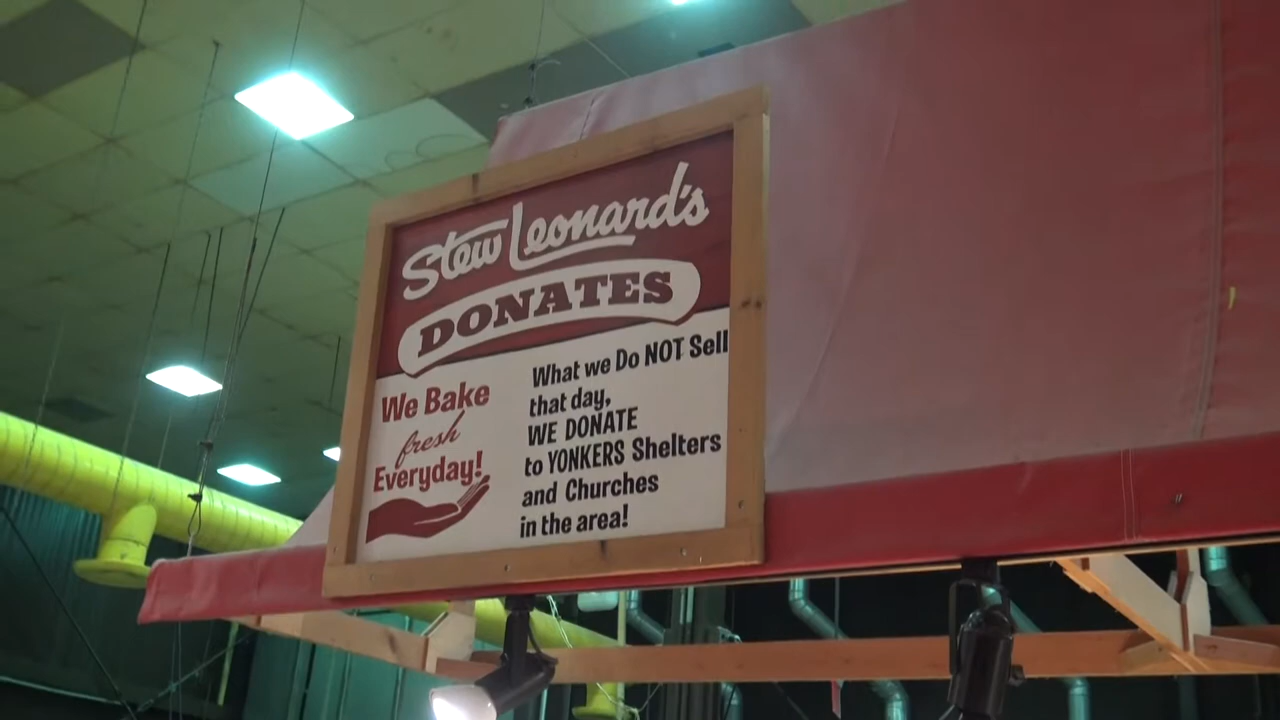 Stew Leonard's
DONATES
We Bake
fresh
Everyday!
What we Do NOT Sell
that day,
WE DONATE
to YONKERS Shelters
and Churches
in the area!